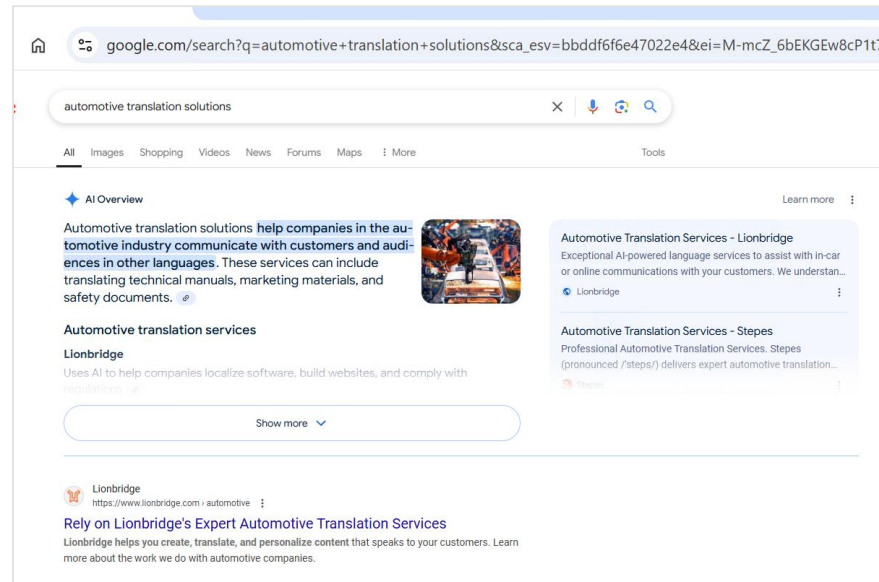 google.com/search?q=automotive+translation+solutions&sca_esv=bbddf6f6e47022e4&ei=M-mcZ_6bEKGEw8cP1t7
automotive translation solutions
All Images Shopping Videos News Forums Maps More Tools
AI Overview
Learn more
Automotive translation solutions help companies in the au-
tomotive industry communicate with customers and audi-
ences in other languages. These services can include
translating technical manuals, marketing materials, and
safety documents.
Automotive translation services
Lionbridge
Uses AI to help companies localize software, build websites, and comply with
regulations.
Automotive Translation Services - Lionbridge
Exceptional AI-powered language services to assist with in-car
or online communications with your customers. We understan...
Lionbridge
Automotive Translation Services - Stepes
Professional Automotive Translation Services. Stepes
(pronounced /'steps/) delivers expert automotive translation...
Stepes
Show more
Lionbridge
https://www.lionbridge.com › automotive
Rely on Lionbridge's Expert Automotive Translation Services
Lionbridge helps you create, translate, and personalize content that speaks to your customers. Learn
more about the work we do with automotive companies.